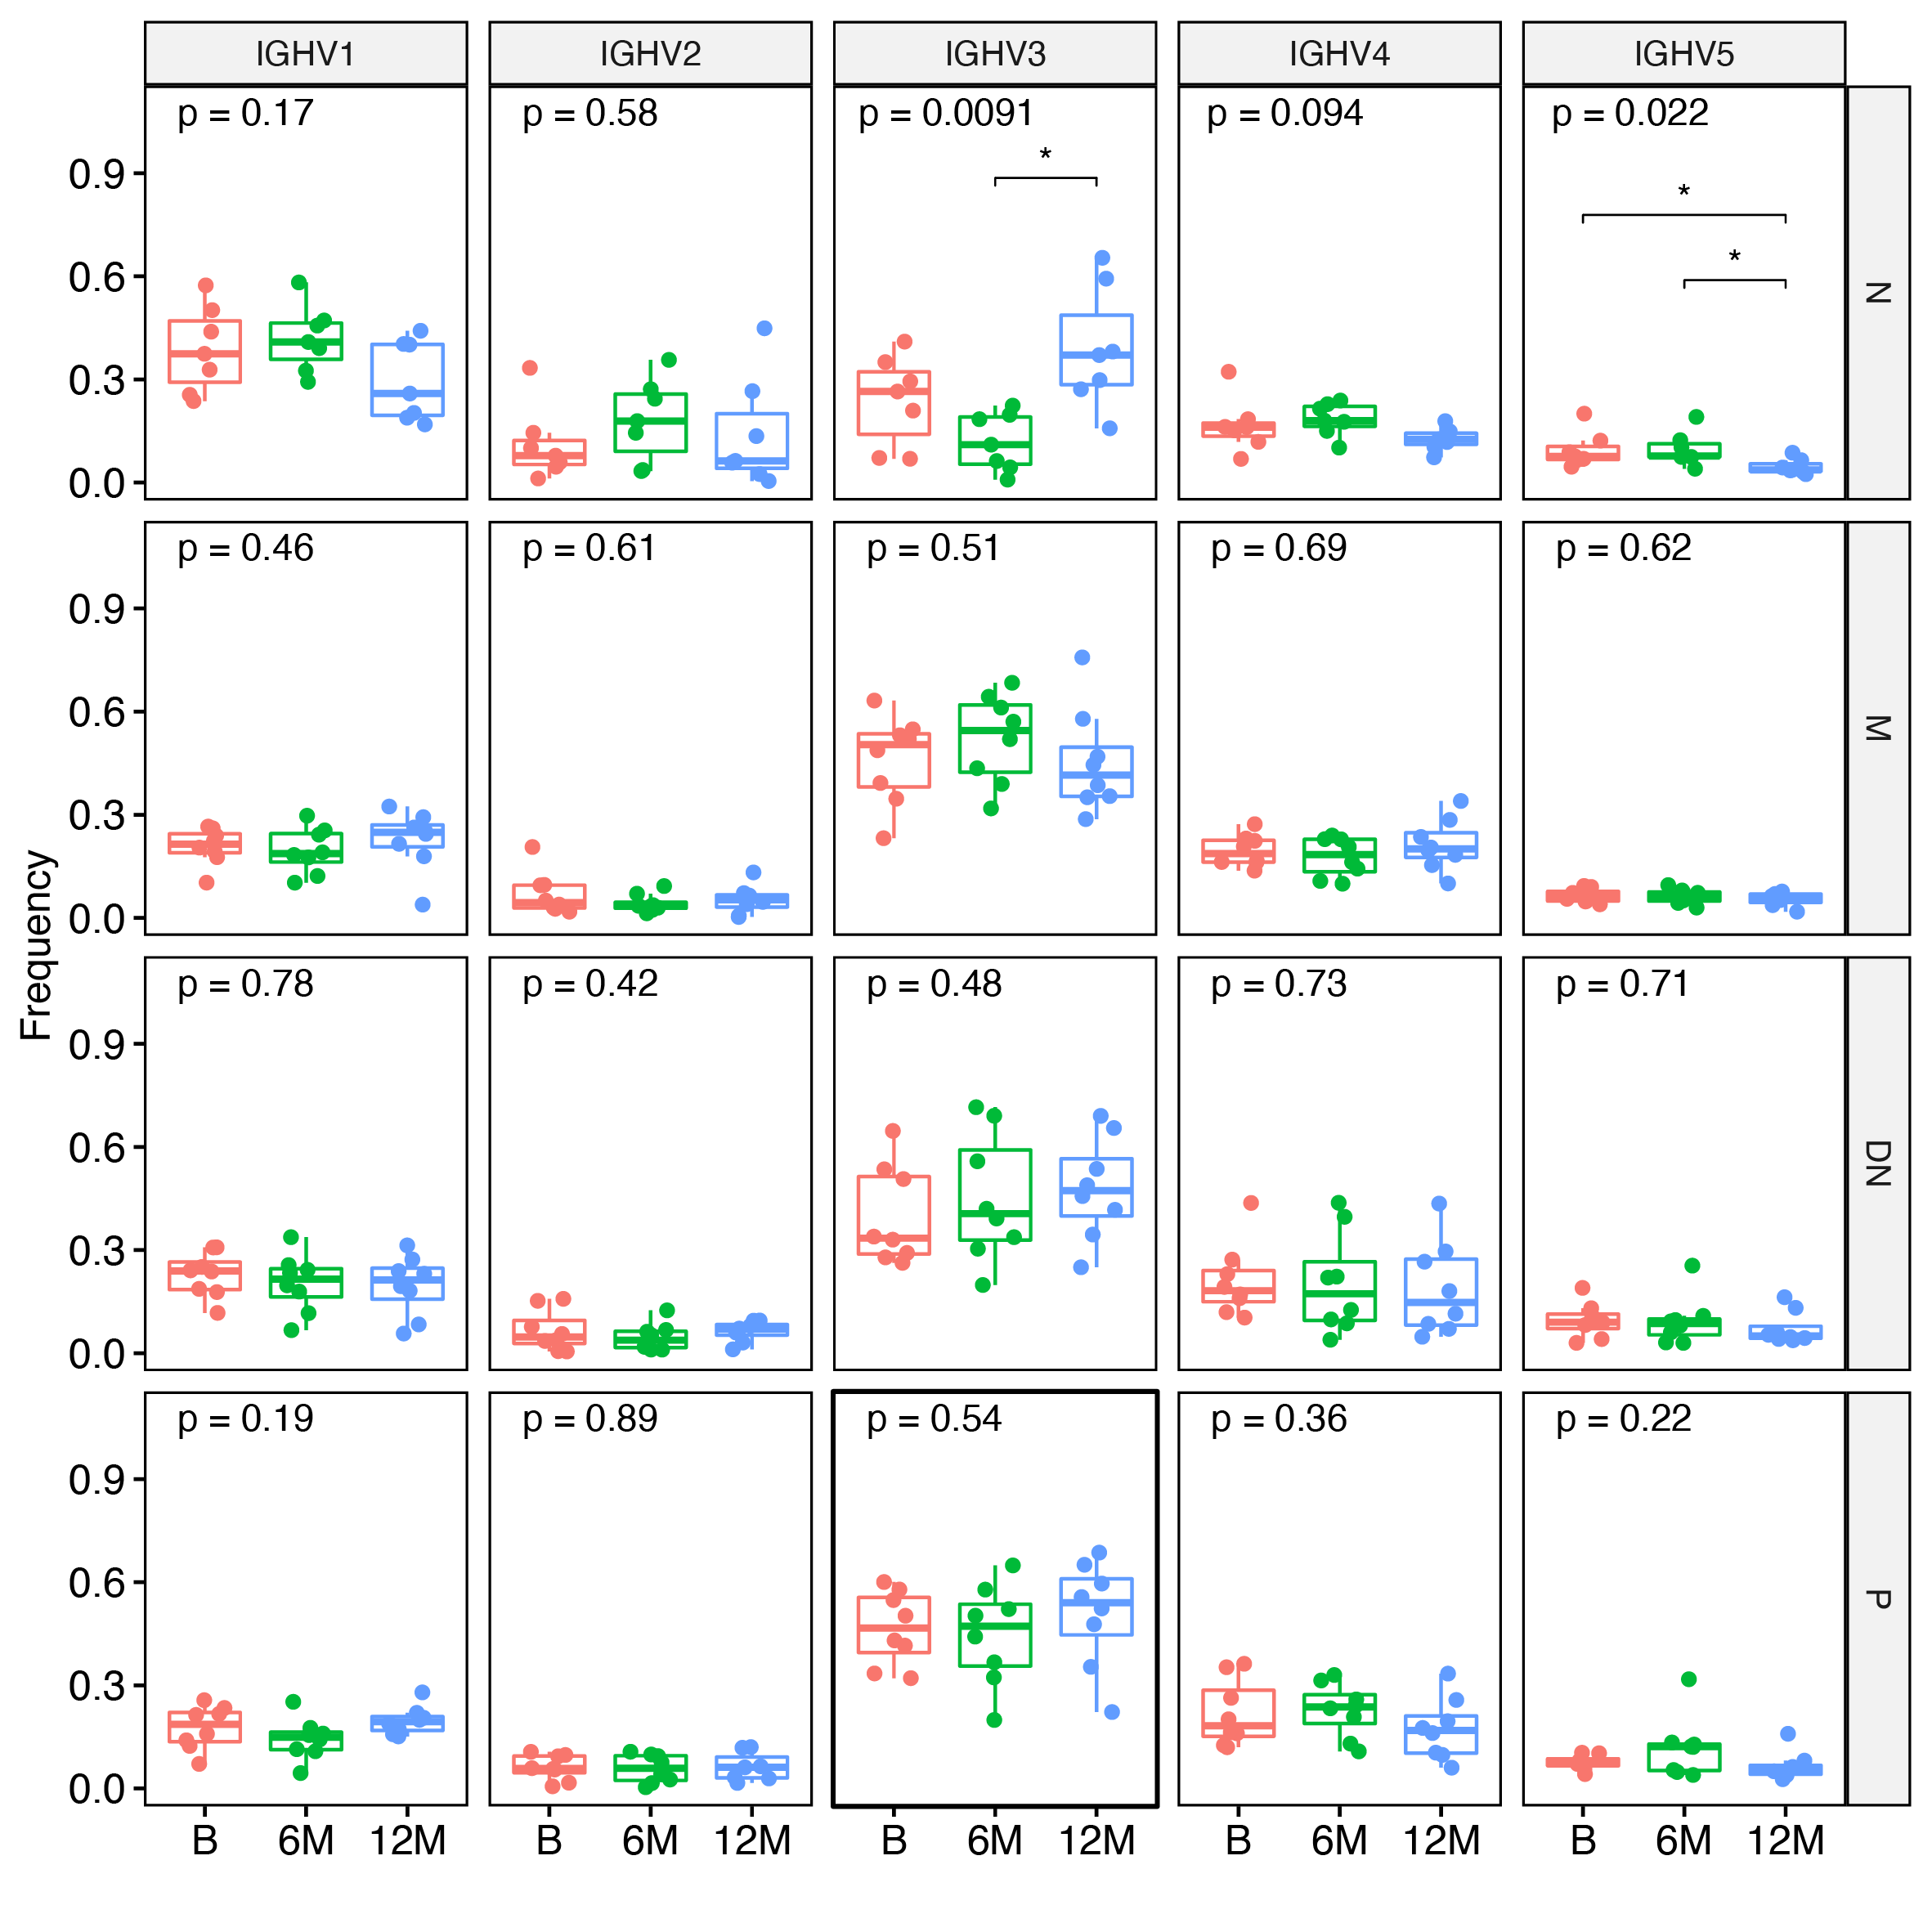 IGHV1 IGHV2 IGHV3 IGHV4 IGHV5
p = 0.17 p = 0.58 p = 0.0091 p = 0.094 p = 0.022
*
0.9
*
*
0.6
N
0.3
0.0
p = 0.46 p = 0.61 p = 0.51 p = 0.69 p = 0.62
0.9
0.6
M
0.3
0.0
Frequency
p = 0.78 p = 0.42 p = 0.48 p = 0.73 p = 0.71
0.9
0.6
DN
0.3
0.0
p = 0.19 p = 0.89 p = 0.54 p = 0.36 p = 0.22
0.9
0.6
P
0.3
0.0
B 6M 12M B 6M 12M B 6M 12M B 6M 12M B 6M 12M